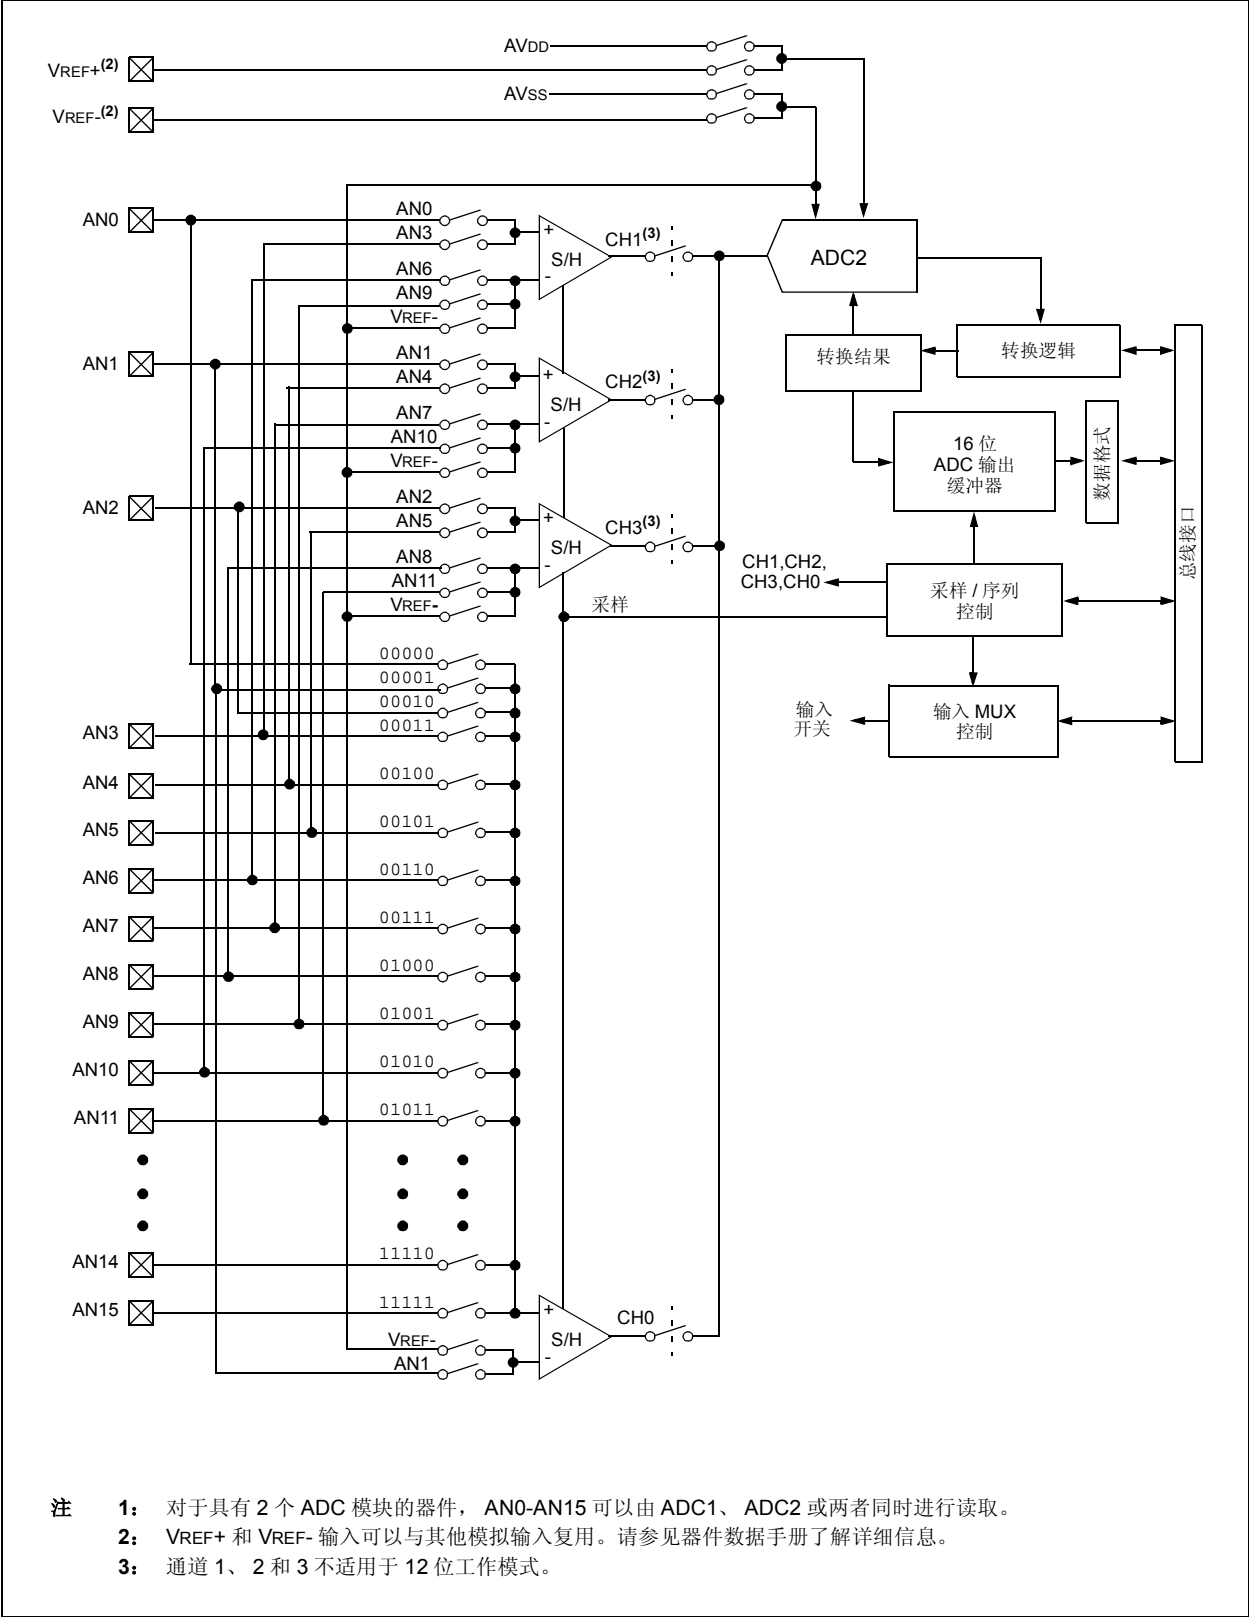 AVDD
VREF+(2)
AVSS
VREF-(2)
AN0
AN0
AN3
AN6
AN9
VREF-
+
-
S/H
CH1(3)
ADC2
转换结果
转换逻辑
AN1
AN1
AN4
AN7
AN10
VREF-
+
-
S/H
CH2(3)
16 位
ADC 输出
缓冲器
数据格式
总线接口
AN2
AN2
AN5
AN8
AN11
VREF-
+
-
S/H
CH3(3)
CH1,CH2,
CH3,CH0
采样 / 序列
控制
采样
输入
开关
输入 MUX
控制
00000
00001
00010
AN3
00011
AN4
00100
AN5
00101
AN6
00110
AN7
00111
AN8
01000
AN9
01001
AN10
01010
AN11
01011
AN14
11110
AN15
11111
VREF-
AN1
+
-
S/H
CH0
注 1： 对于具有 2 个 ADC 模块的器件， AN0-AN15 可以由 ADC1、 ADC2 或两者同时进行读取。
2： VREF+ 和 VREF- 输入可以与其他模拟输入复用。请参见器件数据手册了解详细信息。
3： 通道 1、 2 和 3 不适用于 12 位工作模式。